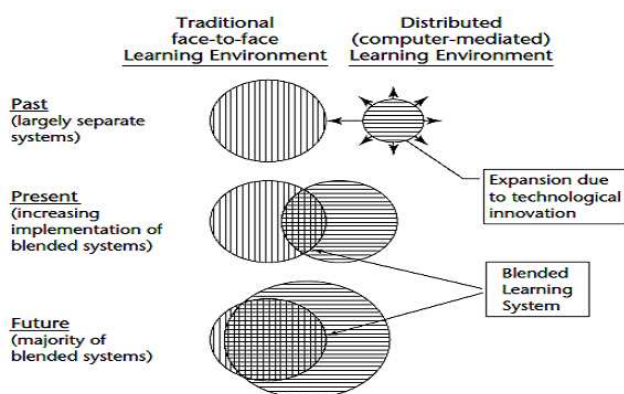 Traditional
face-to-face
Learning Environment
Distributed
(computer-mediated)
Learning Environment
Past
(largely separate
systems)
Expansion due
to technological
innovation
Present
(increasing
implementation of
blended systems)
Blended
Learning
System
Future
(majority of
blended systems)